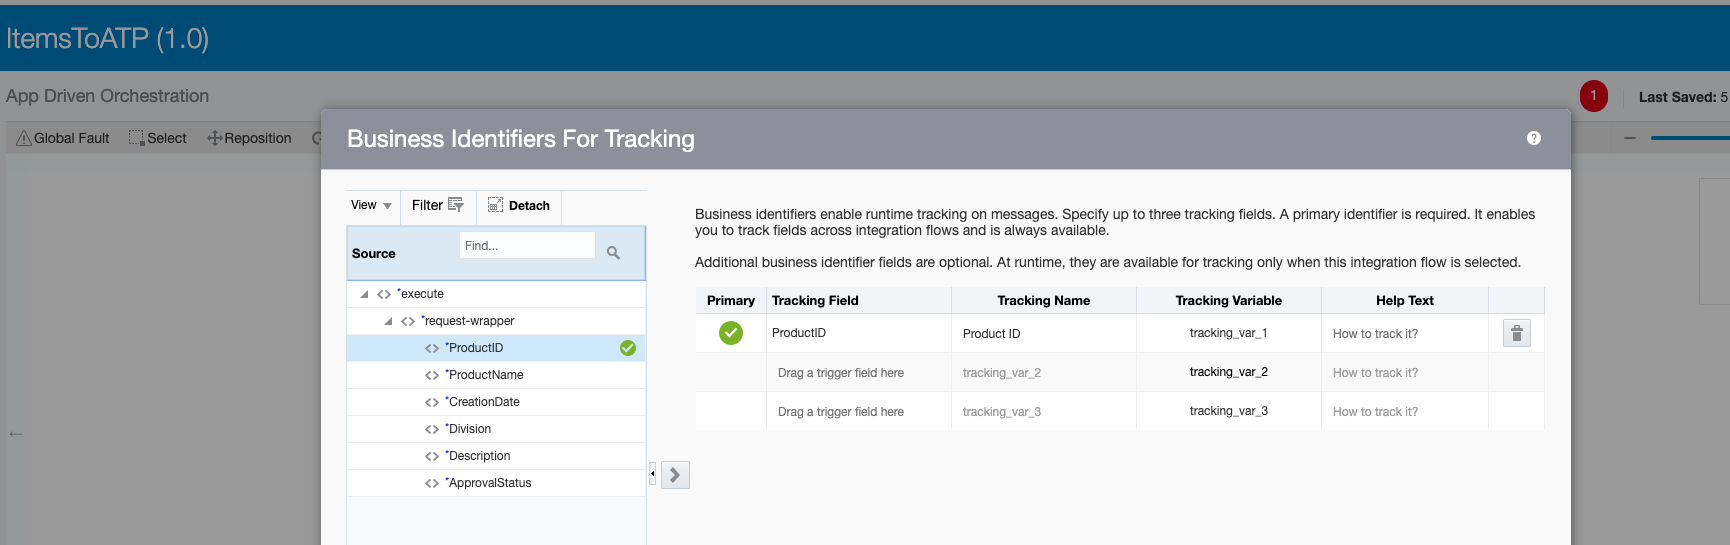 ItemsToATP (1.0)
App Driven Orchestration
1
Last Saved: 5
Global Fault
Select
Reposition
Business Identifiers For Tracking
?
View
Filter
Detach
Source
Find...
*execute
*request-wrapper
*ProductID
*ProductName
*CreationDate
*Division
*Description
*ApprovalStatus
Business identifiers enable runtime tracking on messages. Specify up to three tracking fields. A primary identifier is required. It enables
you to track fields across integration flows and is always available.
Additional business identifier fields are optional. At runtime, they are available for tracking only when this integration flow is selected.
Primary Tracking Field Tracking Name Tracking Variable Help Text
ProductID Product ID tracking_var_1 How to track it?
Drag a trigger field here tracking_var_2 tracking_var_2 How to track it?
Drag a trigger field here tracking_var_3 tracking_var_3 How to track it?